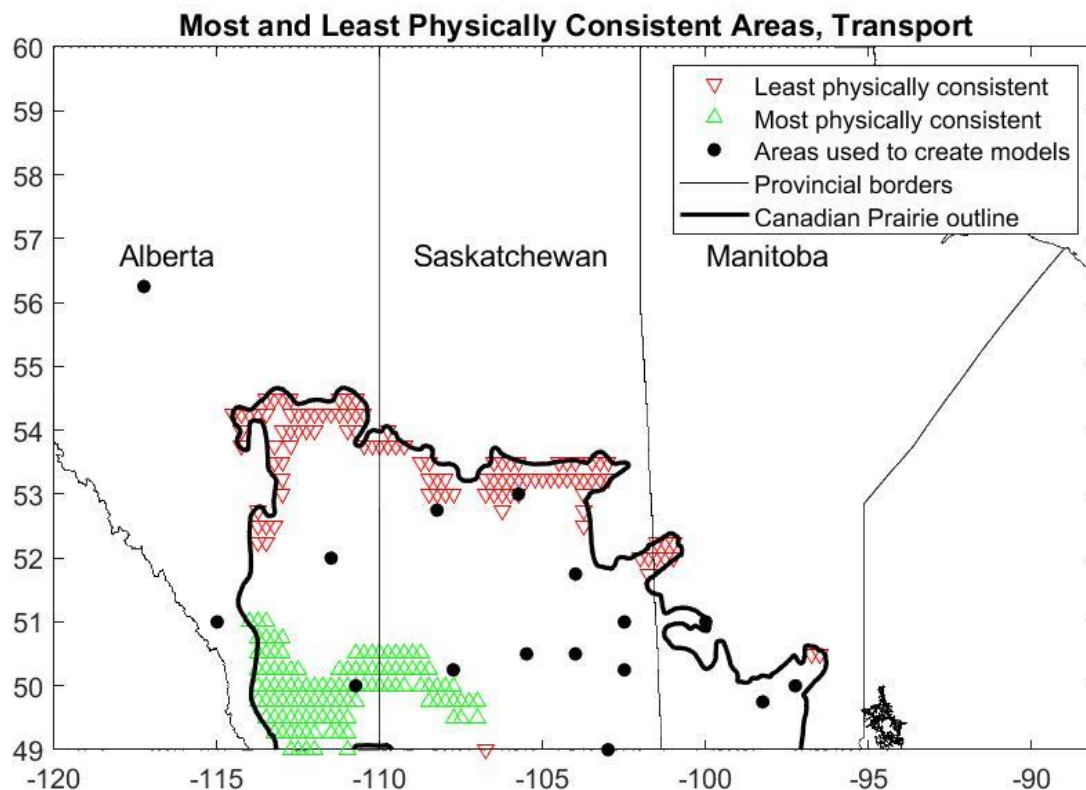 Most and Least Physically Consistent Areas, Transport
60
59
58
57
56
55
54
53
52
51
50
49
Least physically consistent
Most physically consistent
Areas used to create models
Provincial borders
Canadian Prairie outline
Alberta Saskatchewan Manitoba
-120 -115 -110 -105 -100 -95 -90